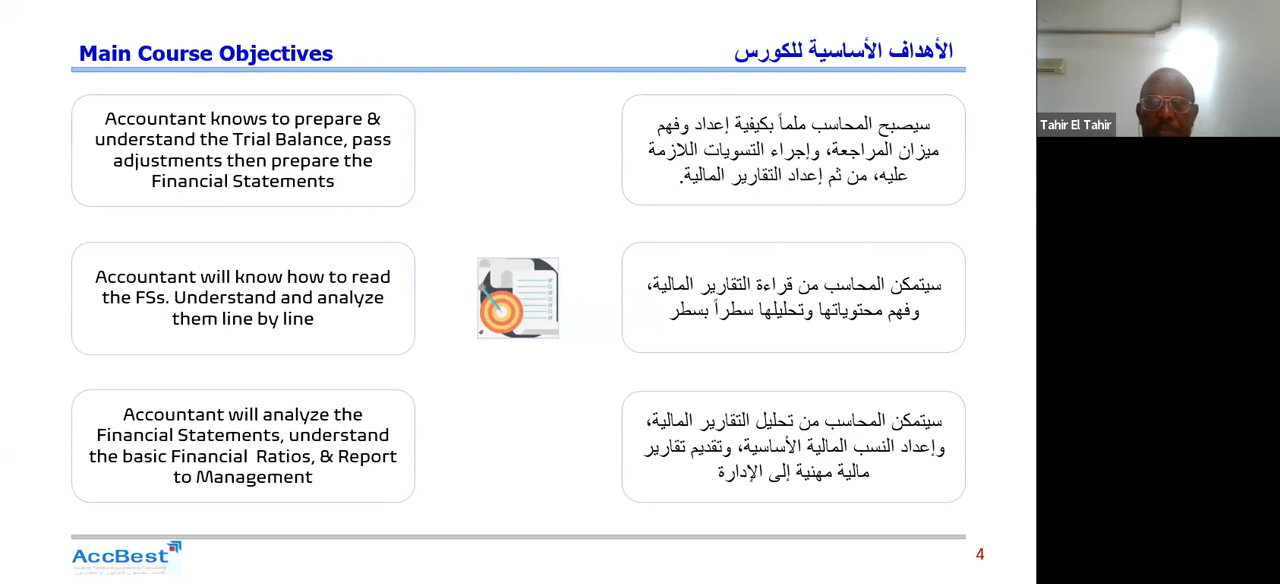 Main Course Objectives
الأهداف الأساسية للكورس
Accountant knows to prepare &
understand the Trial Balance, pass
adjustments then prepare the
Financial Statements
سيصبح المحاسب ملماً بكيفية إعداد وفهم
ميزان المراجعة، وإجراء التسويات اللازمة
عليه، من ثم إعداد التقارير المالية.
Accountant will know how to read
the FSs. Understand and analyze
them line by line
سيتمكن المحاسب من قراءة التقارير المالية،
وفهم محتوياتها وتحليلها سطراً بسطر
Accountant will analyze the
Financial Statements, understand
the basic Financial Ratios, & Report
to Management
سيتمكن المحاسب من تحليل التقارير المالية،
وإعداد النسب المالية الأساسية، وتقديم تقارير
مالية مهنية إلى الإدارة
AccBest
4
Tahir El Tahir